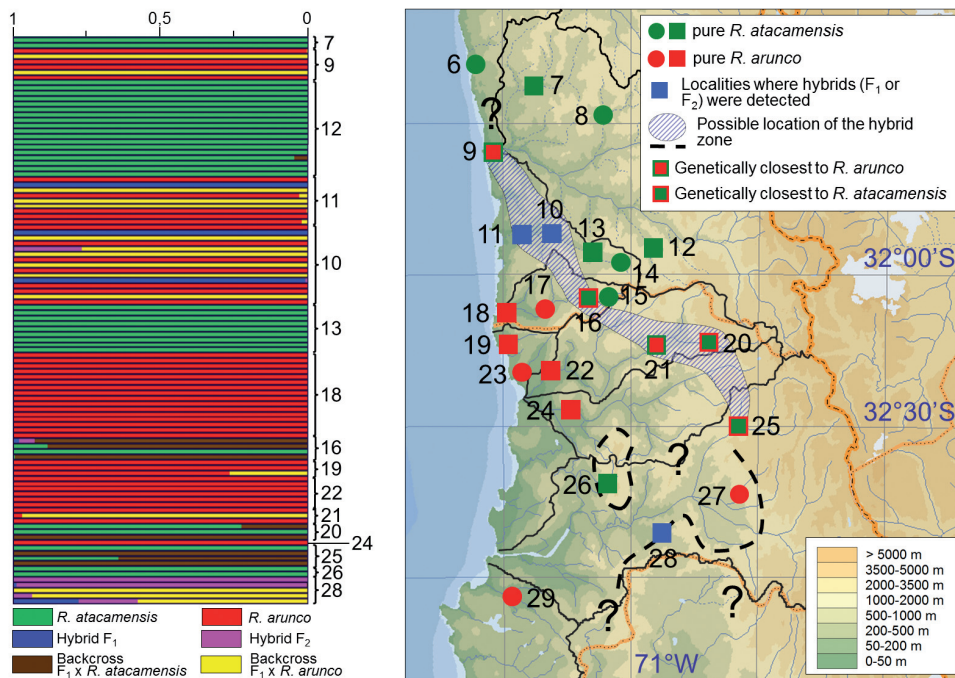 1
0,5
0
7
9
12
11
10
13
18
16
19
22
21
20
24
25
26
28
R. atacamensis
R. arunco
Hybrid F₁
Hybrid F₂
Backcross
F₁ x R. atacamensis
Backcross
F₁ x R. arunco
pure R. atacamensis
pure R. arunco
Localities where hybrids (F₁ or
F₂) were detected
Possible location of the hybrid
zone
Genetically closest to R. arunco
Genetically closest to R. atacamensis
6
7
8
?
9
10
11
13
12
14
32°00'S
17
15
18
16
19
20
21
23
22
24
32°30'S
25
?
26
27
28
29
?
?
71°W
> 5000 m
3500-5000 m
2000-3500 m
1000-2000 m
500-1000 m
200-500 m
50-200 m
0-50 m